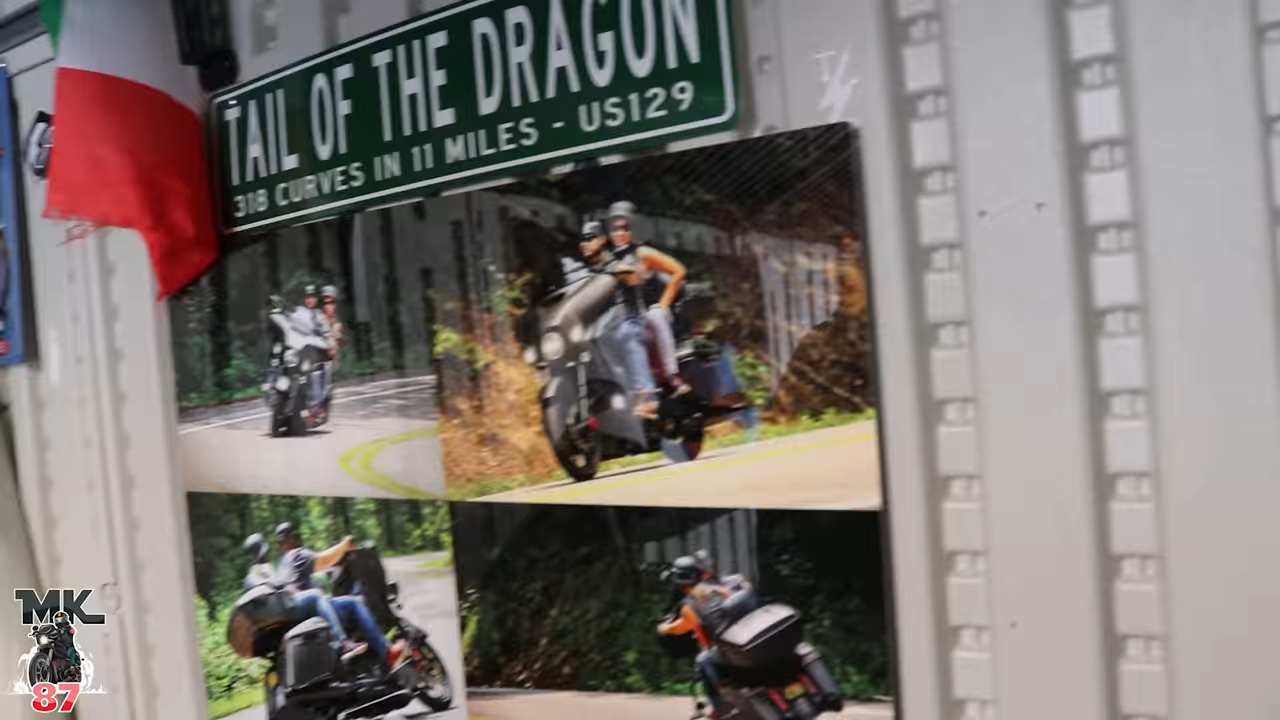 TAIL OF THE DRAGON
318 CURVES IN 11 MILES - US129
MK
87